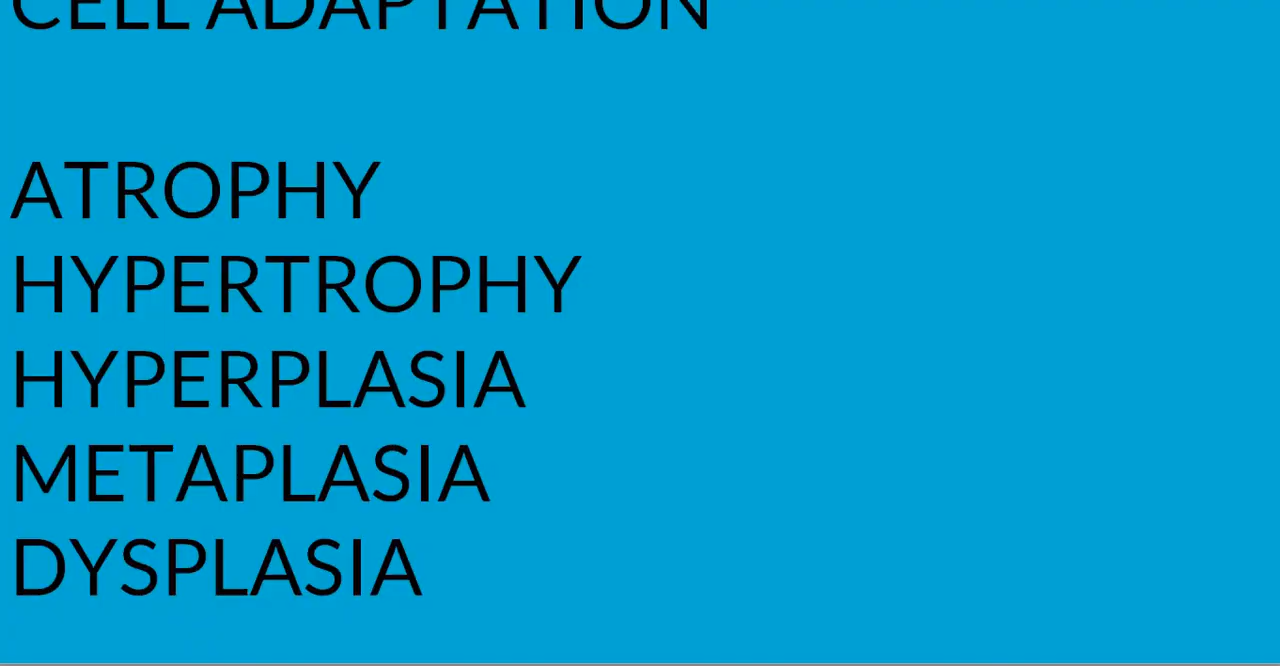 CELL ADAPTATION
ATROPHY
HYPERTROPHY
HYPERPLASIA
METAPLASIA
DYSPLASIA